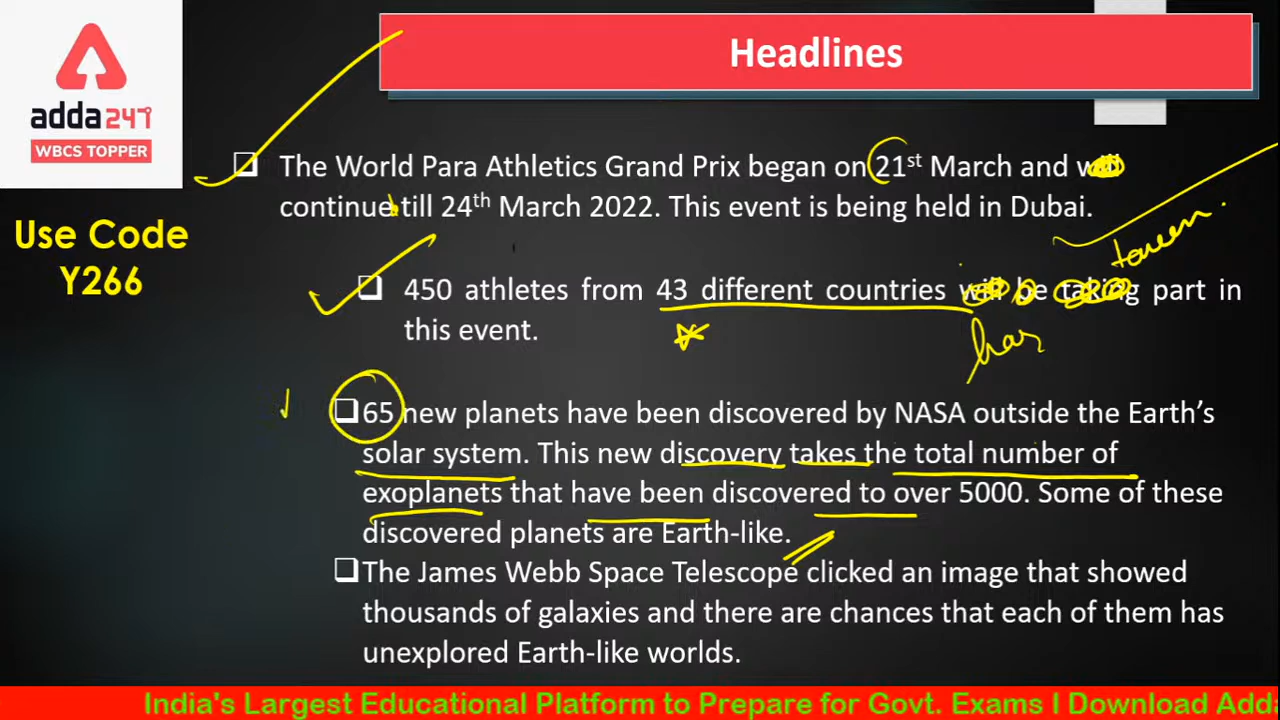 Headlines
adda247
WBCS TOPPER
Use Code
Y266
The World Para Athletics Grand Prix began on 21st March and will
continue till 24th March 2022. This event is being held in Dubai.
450 athletes from 43 different countries will be taking part in
this event.
has
65 new planets have been discovered by NASA outside the Earth’s
solar system. This new discovery takes the total number of
exoplanets that have been discovered to over 5000. Some of these
discovered planets are Earth-like.
The James Webb Space Telescope clicked an image that showed
thousands of galaxies and there are chances that each of them has
unexplored Earth-like worlds.
India's Largest Educational Platform to Prepare for Govt. Exams I Download Add